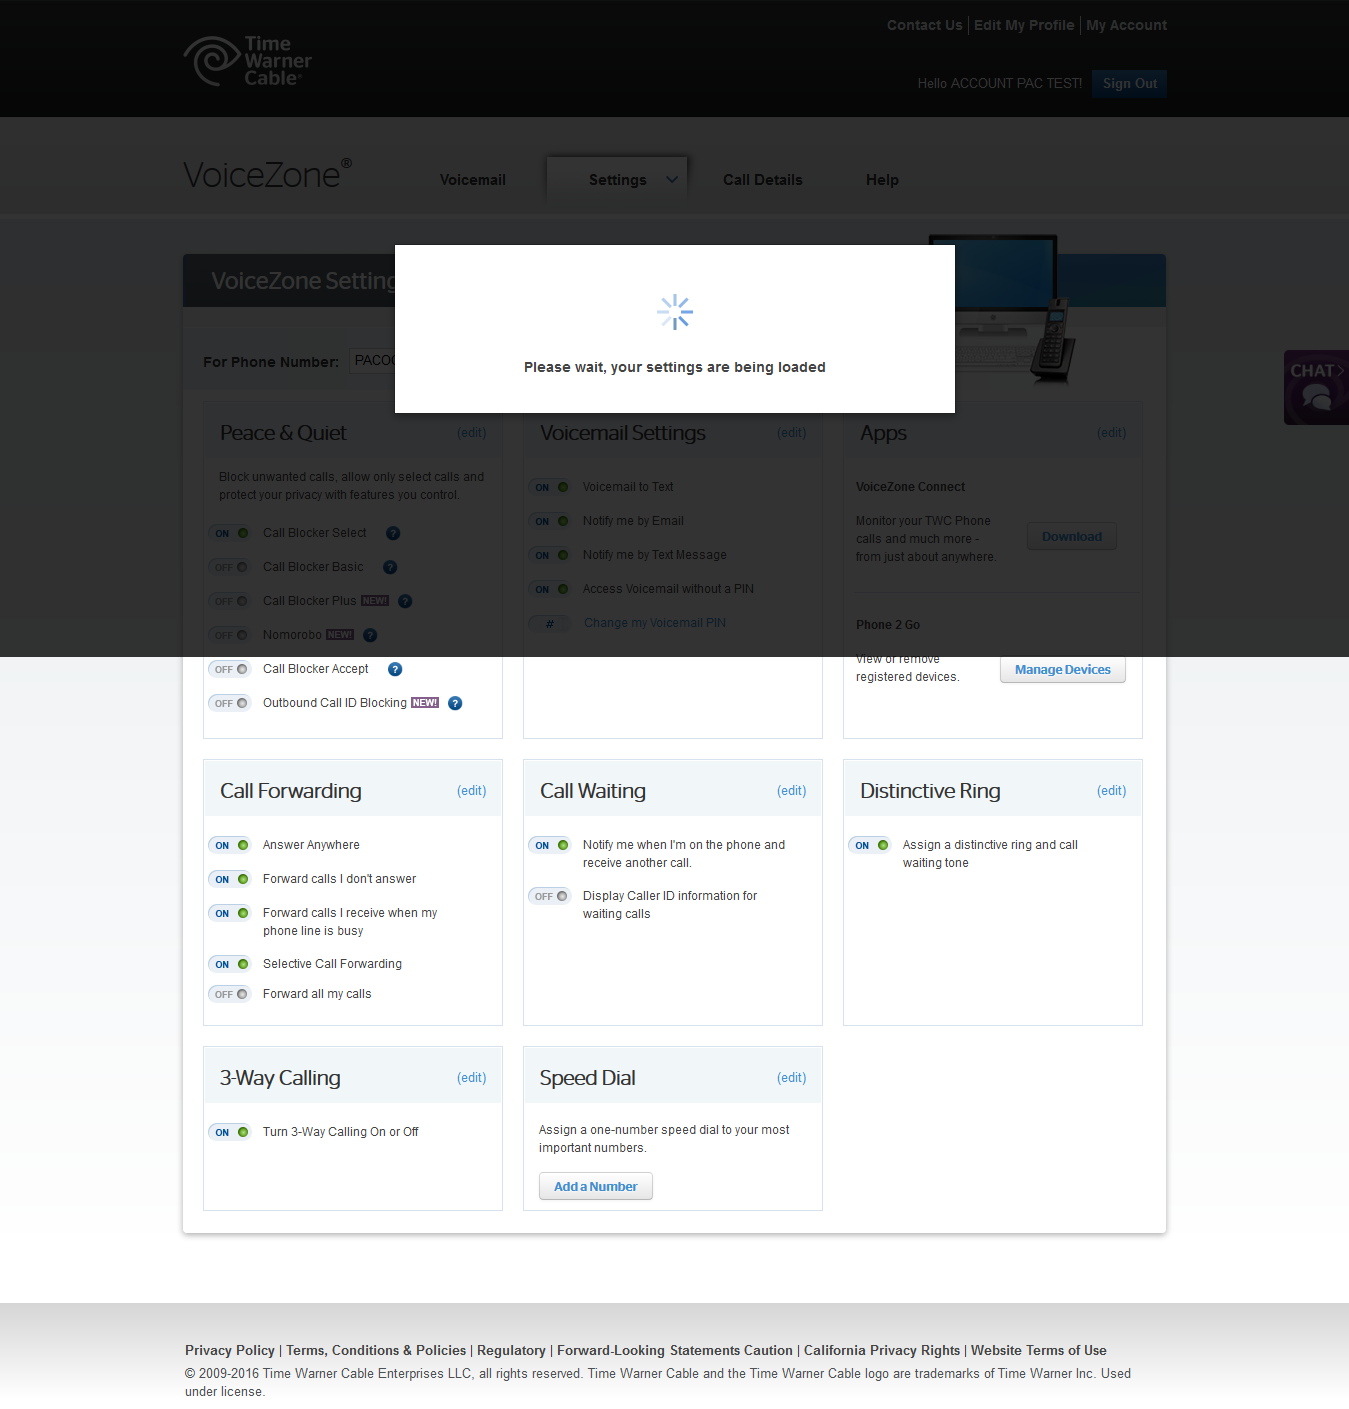 Contact Us | Edit My Profile | My Account
Time
Warner
Cable®
Hello ACCOUNT PAC TEST!
Sign Out
VoiceZone®
Voicemail
Settings
Call Details
Help
VoiceZone Setting
Please wait, your settings are being loaded
For Phone Number:
CHAT
Peace & Quiet
(edit)
Block unwanted calls, allow only select calls and
protect your privacy with features you control.
ON Call Blocker Select ?
OFF Call Blocker Basic ?
OFF Call Blocker Plus NEW! ?
OFF Nomorobo NEW! ?
OFF Call Blocker Accept ?
OFF Outbound Call ID Blocking NEW! ?
Voicemail Settings
(edit)
ON Voicemail to Text
ON Notify me by Email
ON Notify me by Text Message
ON Access Voicemail without a PIN
# Change my Voicemail PIN
Apps
(edit)
VoiceZone Connect
Monitor your TWC Phone
calls and much more -
from just about anywhere.
Download
Phone 2 Go
View or remove
registered devices.
Manage Devices
Call Forwarding
(edit)
ON Answer Anywhere
ON Forward calls I don't answer
ON Forward calls I receive when my
phone line is busy
ON Selective Call Forwarding
OFF Forward all my calls
Call Waiting
(edit)
ON Notify me when I'm on the phone and
receive another call.
OFF Display Caller ID information for
waiting calls
Distinctive Ring
(edit)
ON Assign a distinctive ring and call
waiting tone
3-Way Calling
(edit)
ON Turn 3-Way Calling On or Off
Speed Dial
(edit)
Assign a one-number speed dial to your most
important numbers.
Add a Number
Privacy Policy | Terms, Conditions & Policies | Regulatory | Forward-Looking Statements Caution | California Privacy Rights | Website Terms of Use
© 2009-2016 Time Warner Cable Enterprises LLC, all rights reserved. Time Warner Cable and the Time Warner Cable logo are trademarks of Time Warner Inc. Used
under license.